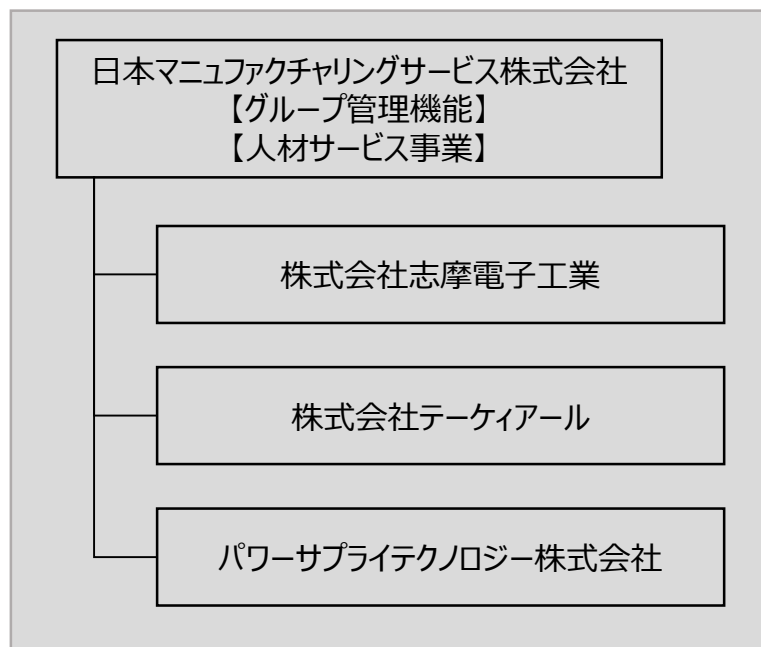 日本マニュファクチャリングサービス株式会社
【グループ管理機能】
【人材サービス事業】
株式会社志摩電子工業
株式会社テーケィアール
パワーサプライテクノロジー株式会社